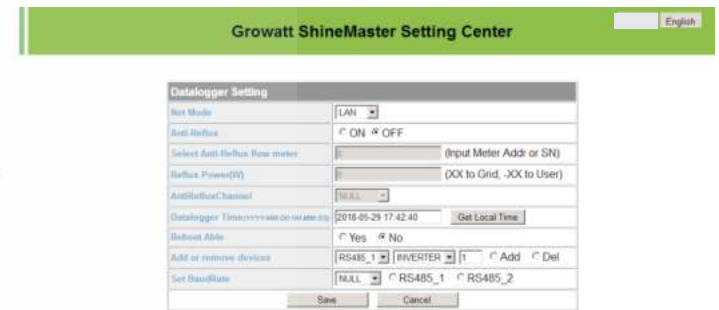 Growatt ShineMaster Setting Center
English
Datalogger Setting
Net Mode LAN
Anti-Reflux ON OFF
Select Anti-Reflux flow meter (Input Meter Addr or SN)
Reflux Power(W) (XX to Grid, -XX to User)
AntiRefluxChannel NULL
Datalogger Time 2018-05-29 17:42:40 Get Local Time
Reboot Able Yes No
Add or remove devices RS485_1 INVERTER 1 Add Del
Set BaudRate NULL RS485_1 RS485_2
Save Cancel